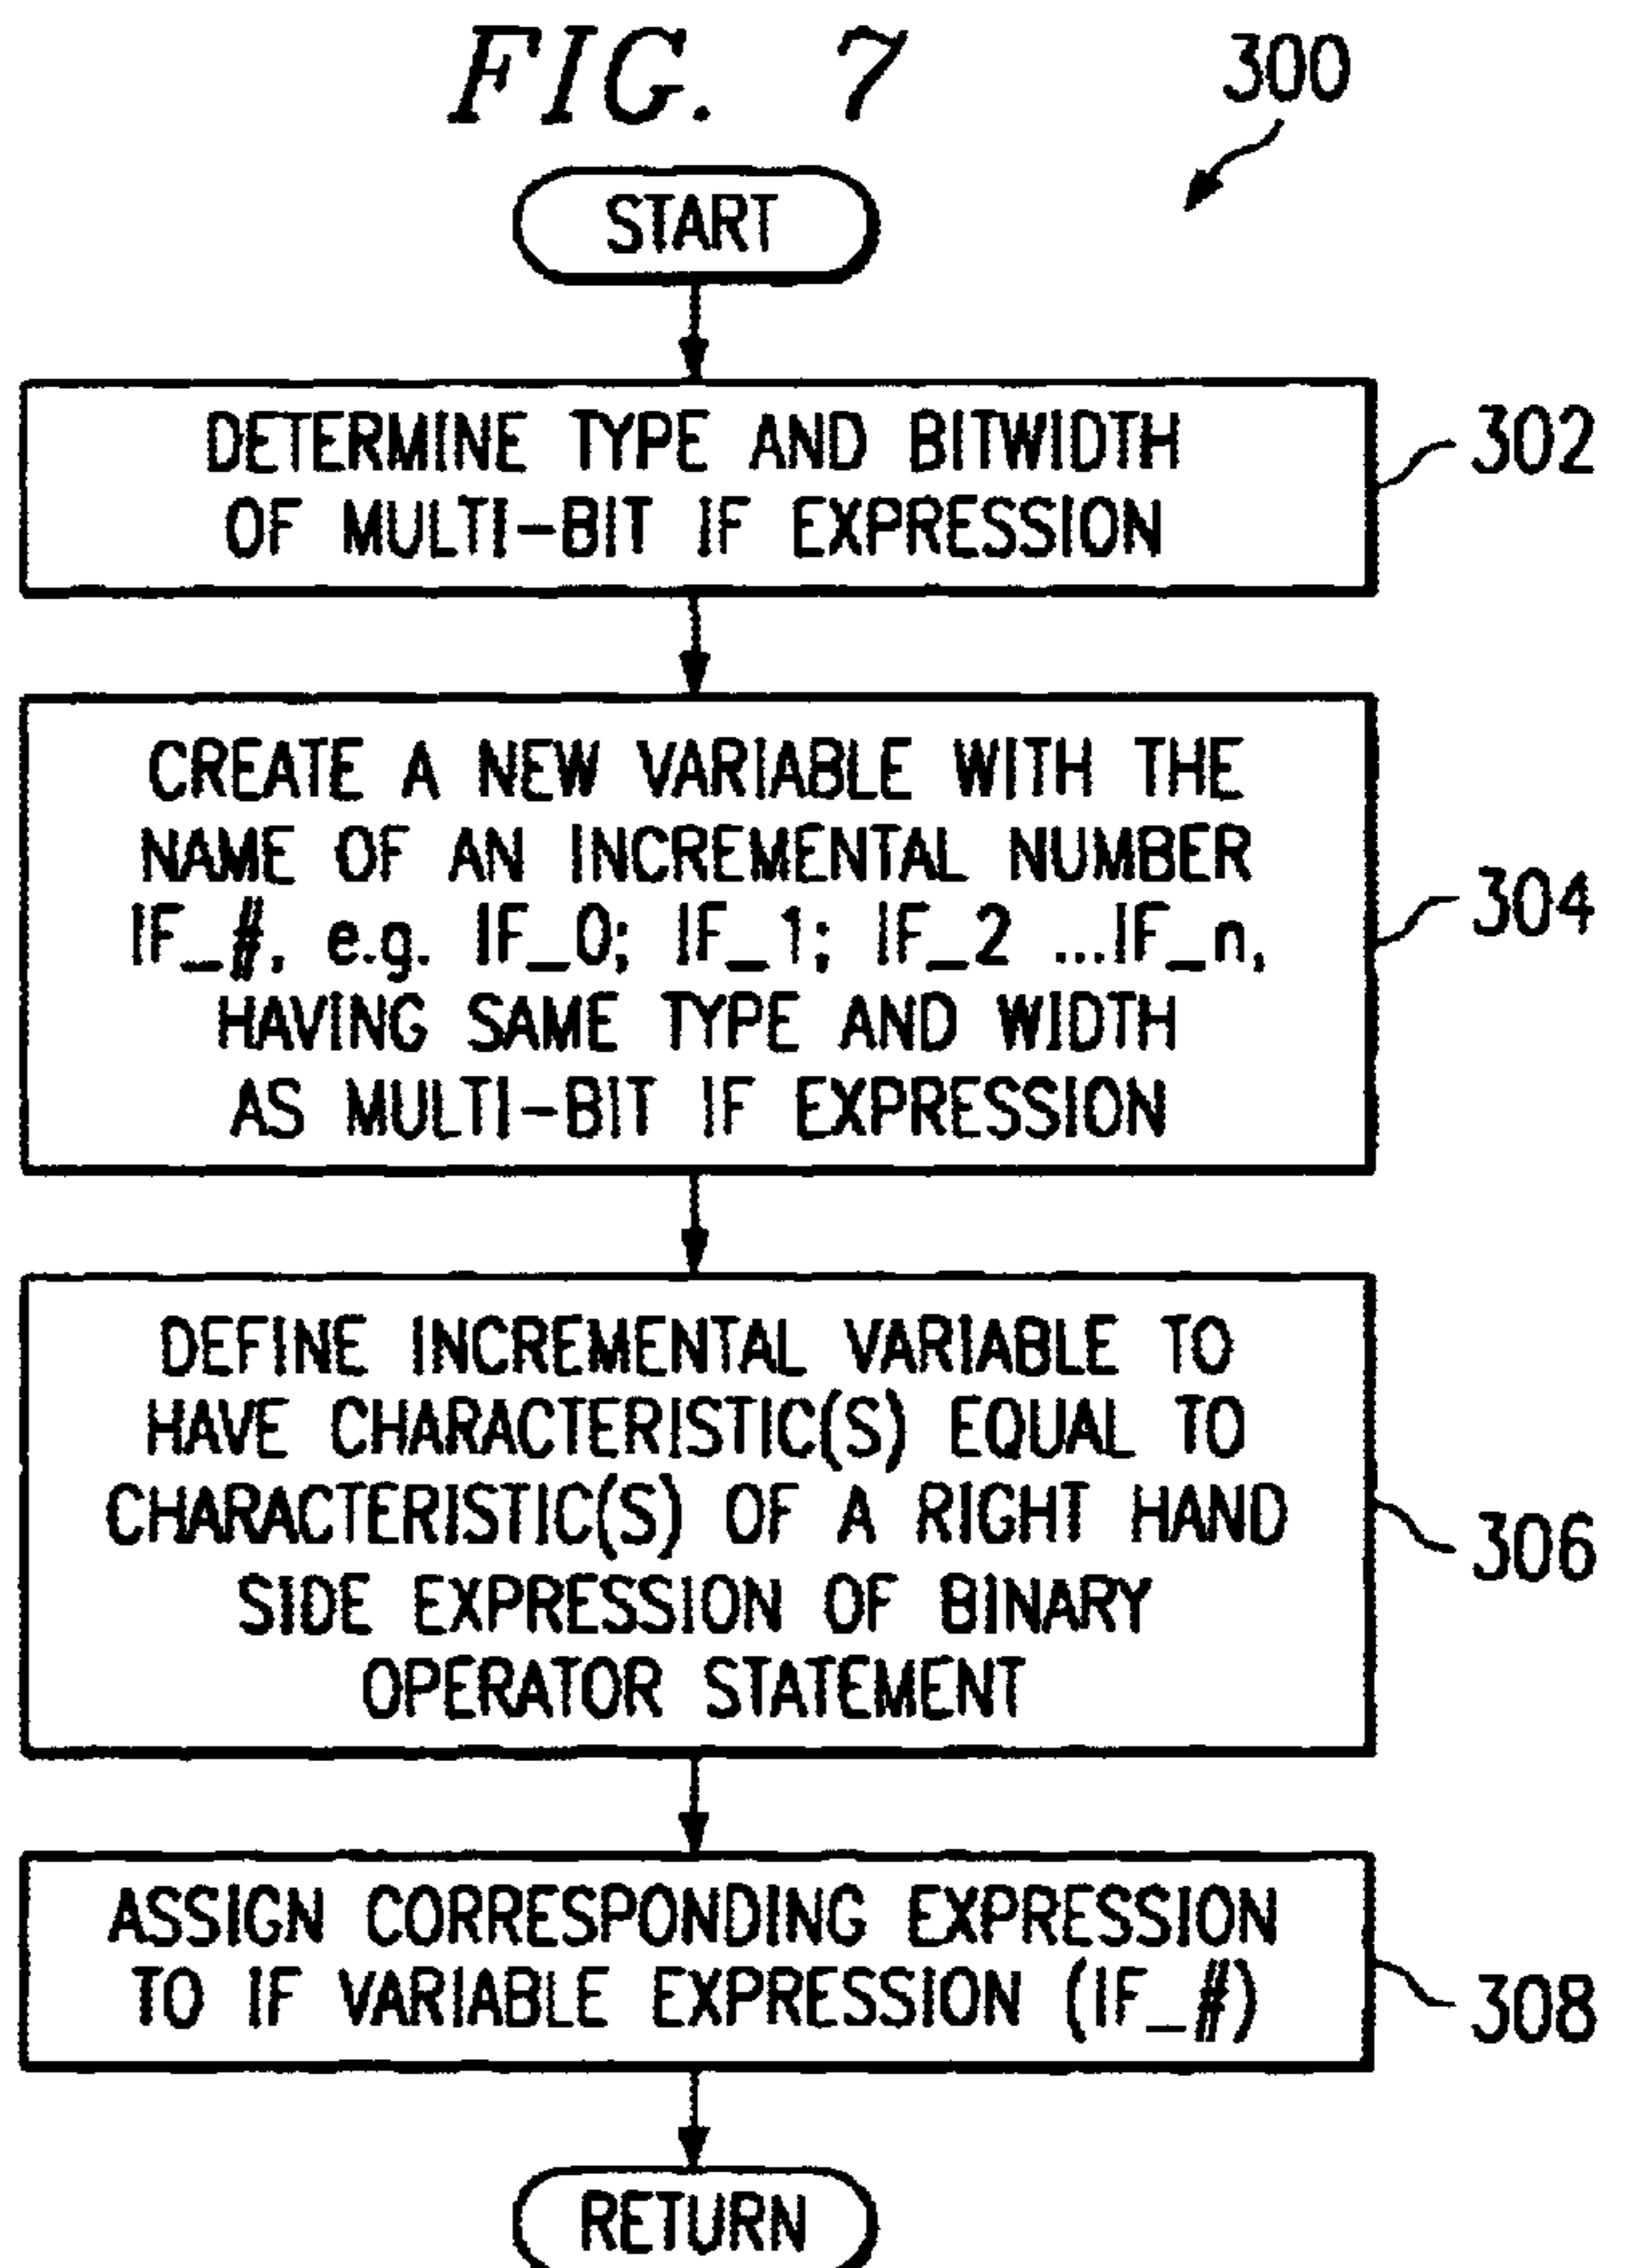 FIG. 7
300
START
DETERMINE TYPE AND BITWIDTH
OF MULTI-BIT IF EXPRESSION
302
CREATE A NEW VARIABLE WITH THE
NAME OF AN INCREMENTAL NUMBER
IF_#, e.g. IF_0; IF_1; IF_2 ...IF_n,
HAVING SAME TYPE AND WIDTH
AS MULTI-BIT IF EXPRESSION
304
DEFINE INCREMENTAL VARIABLE TO
HAVE CHARACTERISTIC(S) EQUAL TO
CHARACTERISTIC(S) OF A RIGHT HAND
SIDE EXPRESSION OF BINARY
OPERATOR STATEMENT
306
ASSIGN CORRESPONDING EXPRESSION
TO IF VARIABLE EXPRESSION (IF_#)
308
RETURN